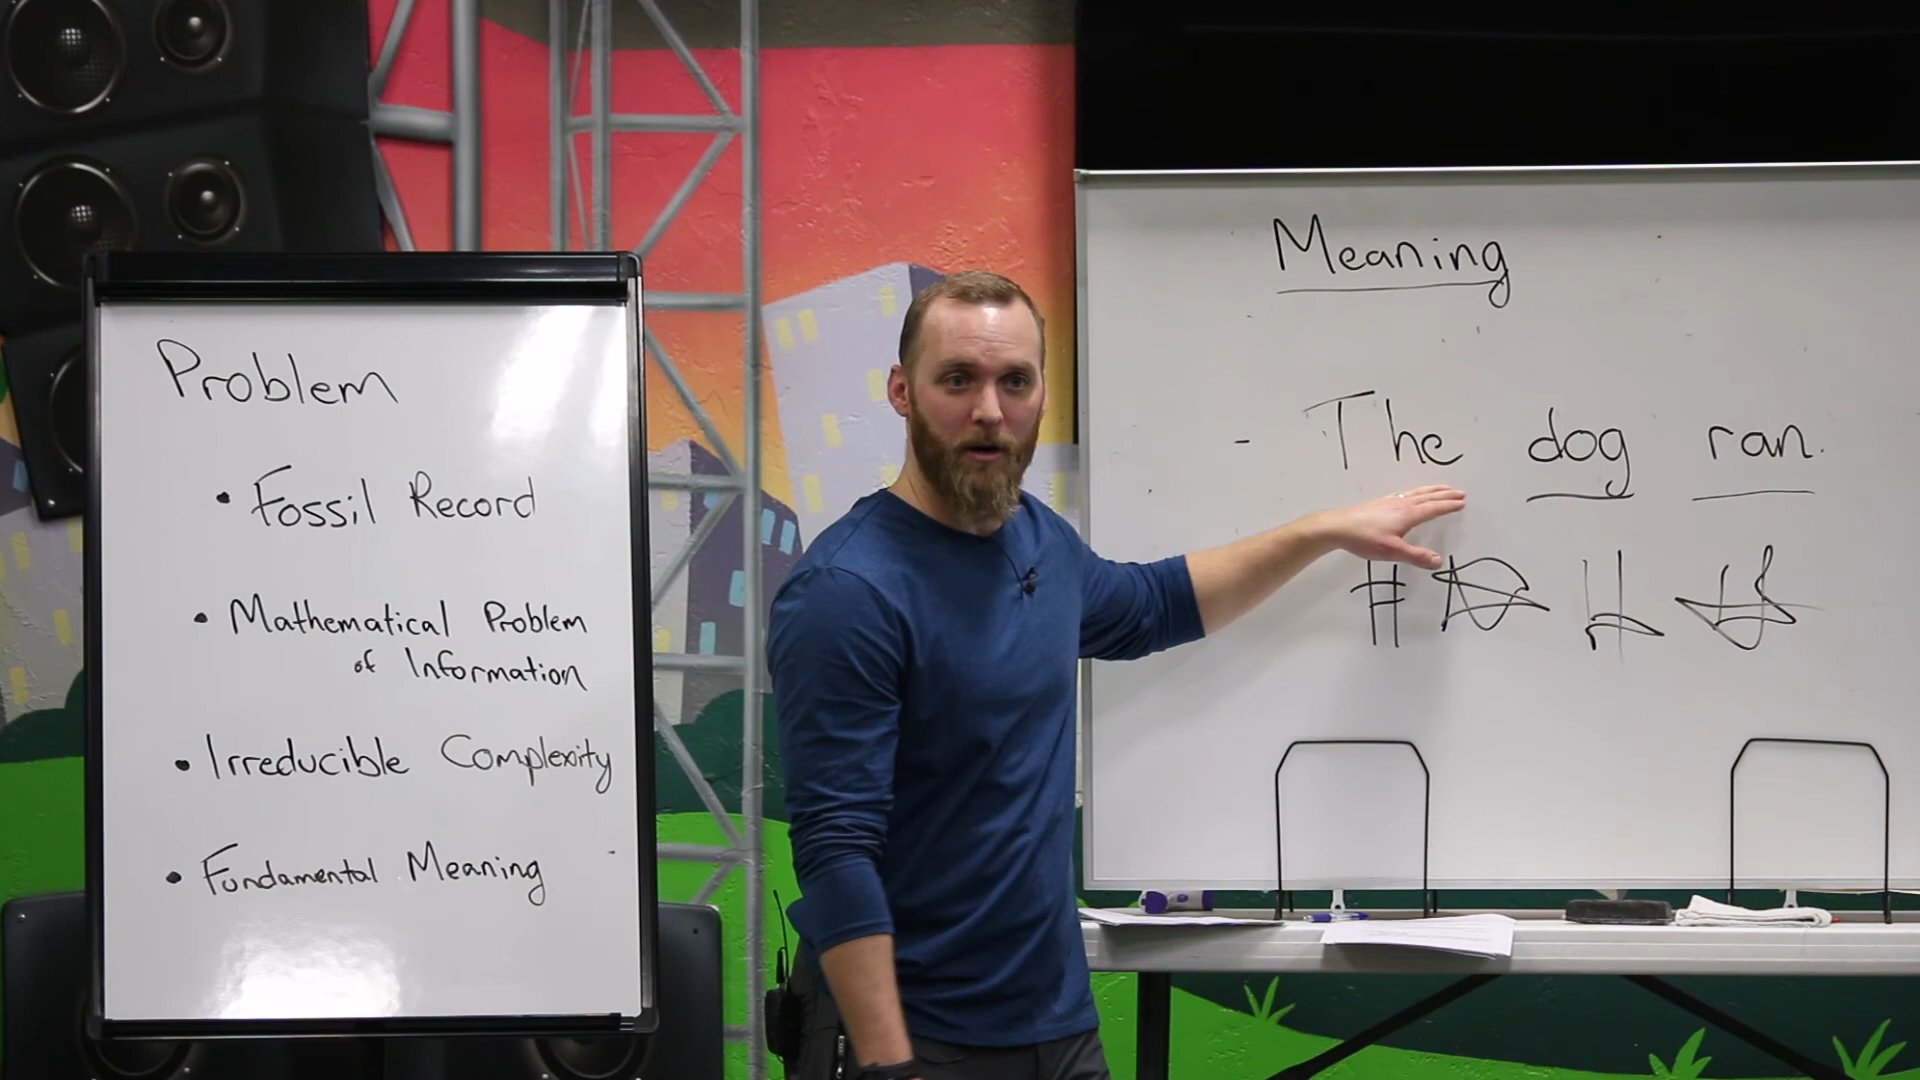 Problem
• Fossil Record
• Mathematical Problem
of Information
• Irreducible Complexity
• Fundamental Meaning
Meaning
- The dog ran.